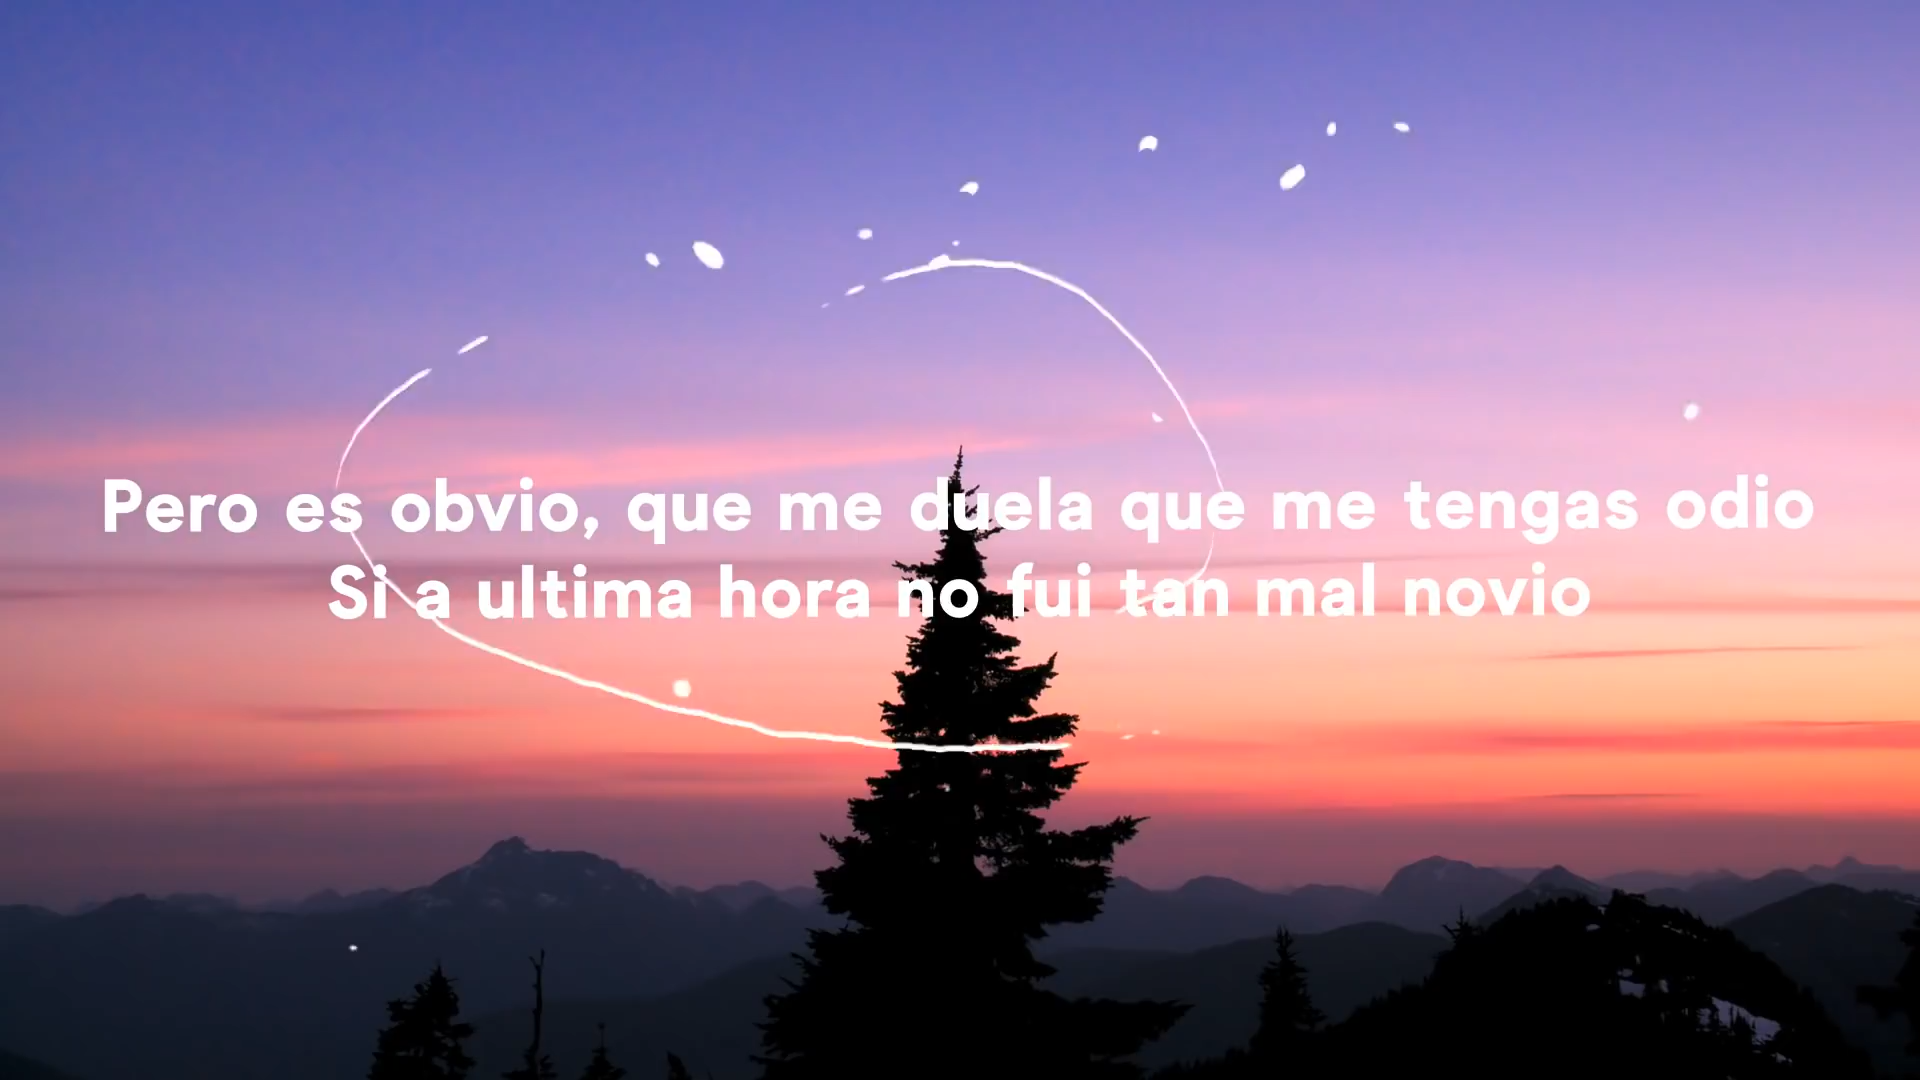 Pero es obvio, que me duela que me tengas odio
Si a ultima hora no fui tan mal novio